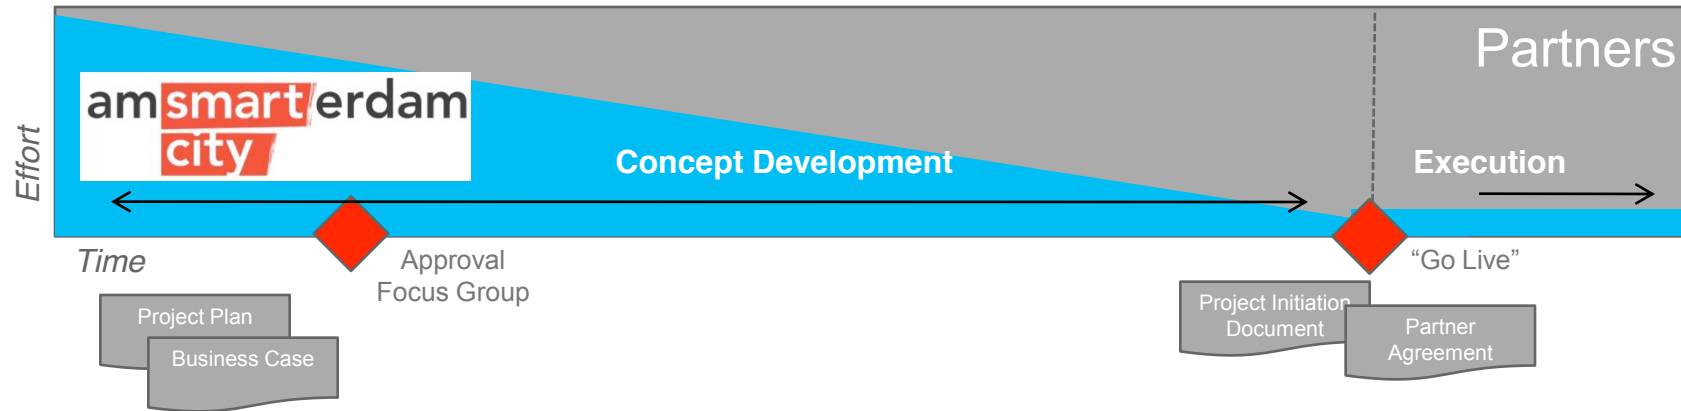 Partners
amsmarterdam
city
Effort
Concept Development
Execution
Time
Approval
Focus Group
“Go Live”
Project Plan
Business Case
Project Initiation
Document
Partner
Agreement